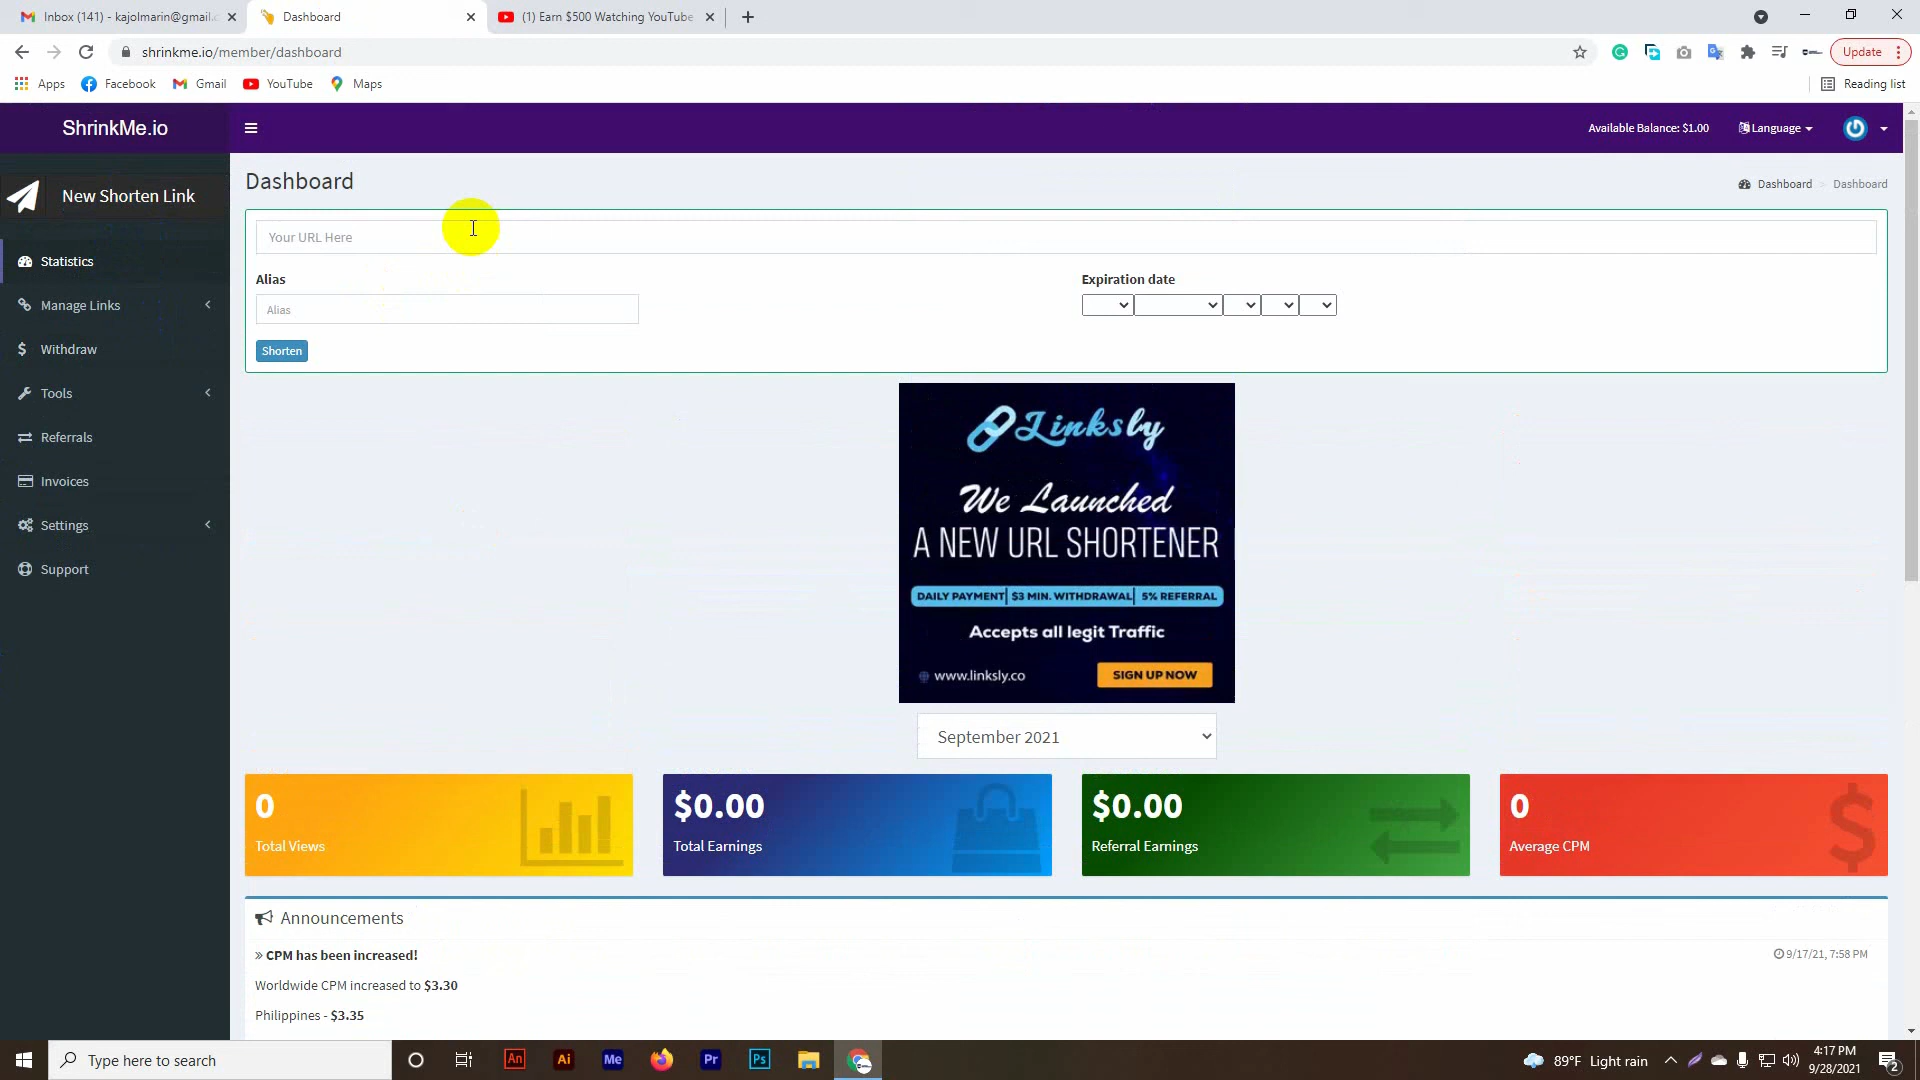 Inbox (141) - kajolmarin@gmail.c
Dashboard
(1) Earn $500 Watching YouTube
shrinkme.io/member/dashboard
Update
Apps
Facebook
Gmail
YouTube
Maps
Reading list
ShrinkMe.io
Available Balance: $1.00
Language
New Shorten Link
Dashboard
Dashboard
Dashboard
Your URL Here
Statistics
Alias
Expiration date
Manage Links
Alias
Withdraw
Shorten
Tools
Referrals
Invoices
Settings
Support
Linksly
We Launched
A NEW URL SHORTENER
DAILY PAYMENT| $3 MIN. WITHDRAWAL| 5% REFERRAL
Accepts all legit Traffic
www.linksly.co
SIGN UP NOW
September 2021
0
Total Views
$0.00
Total Earnings
$0.00
Referral Earnings
0
Average CPM
$
Announcements
» CPM has been increased!
9/17/21, 7:58 PM
Worldwide CPM increased to $3.30
Philippines - $3.35
Type here to search
An
Ai
Me
Pr
Ps
89°F Light rain
4:17 PM
9/28/2021
2